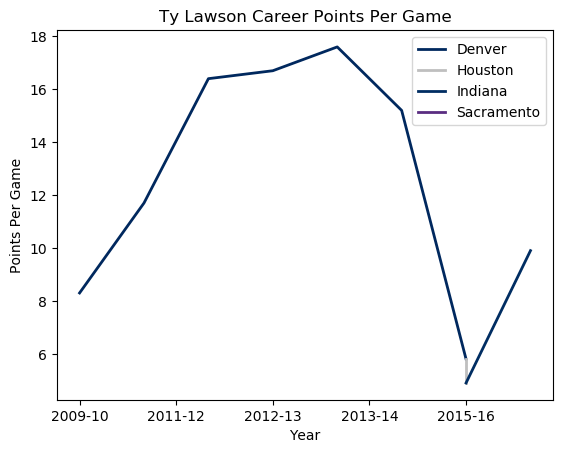 Ty Lawson Career Points Per Game
18
16
14
12
10
8
6
Points Per Game
Denver
Houston
Indiana
Sacramento
2009-10 2011-12 2012-13 2013-14 2015-16
Year